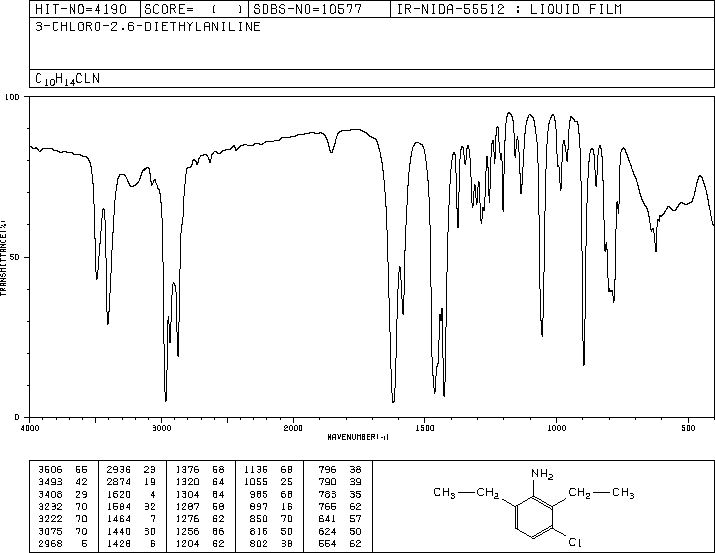 HIT-NO=4190 SCORE= ( ) SDBS-NO=10577 IR-NIDA-55512 : LIQUID FILM
3-CHLORO-2,6-DIETHYLANILINE
C10H14CLN
100
50
0
TRANSMITTANCE(%)
4000 3000 2000 1500 1000 500
WAVENUMBER(-1)
2936 29 1376 58 1136 68 796 38
3493 42 2874 19 1320 64 1055 25 790 39
3408 29 1620 4 1304 64 985 68 783 35
3232 70 1584 32 1287 58 897 16 766 62
3222 70 1464 7 1276 62 850 70 641 57
3075 70 1440 30 1256 66 816 50 624 50
2968 1428 6 1204 62 802 38 62
NH2
CH3 CH2 CH2 CH3
Cl